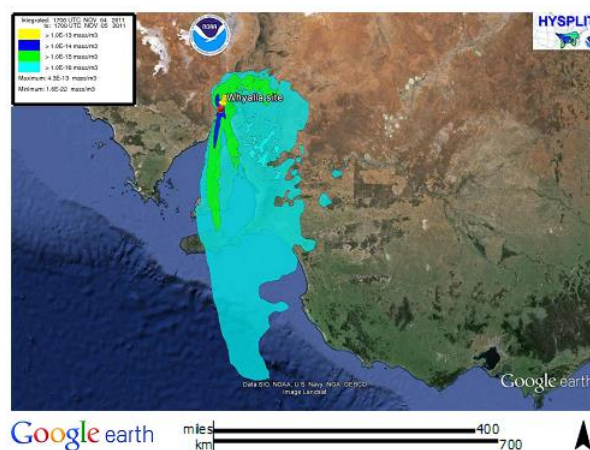 Integrated: 1700 UTC NOV 04 2011
to: 1700 UTC NOV 05 2011
> 1.0E-13 mass/m3
> 1.0E-14 mass/m3
> 1.0E-15 mass/m3
> 1.0E-16 mass/m3
Maximum: 4.3E-13 mass/m3
Minimum: 1.6E-22 mass/m3
NOAA
HYSPLIT
Whyalla site
Data SIO, NOAA, U.S. Navy, NGA, GEBCO
Image Landsat
Google earth
Google earth
miles 400
km 700